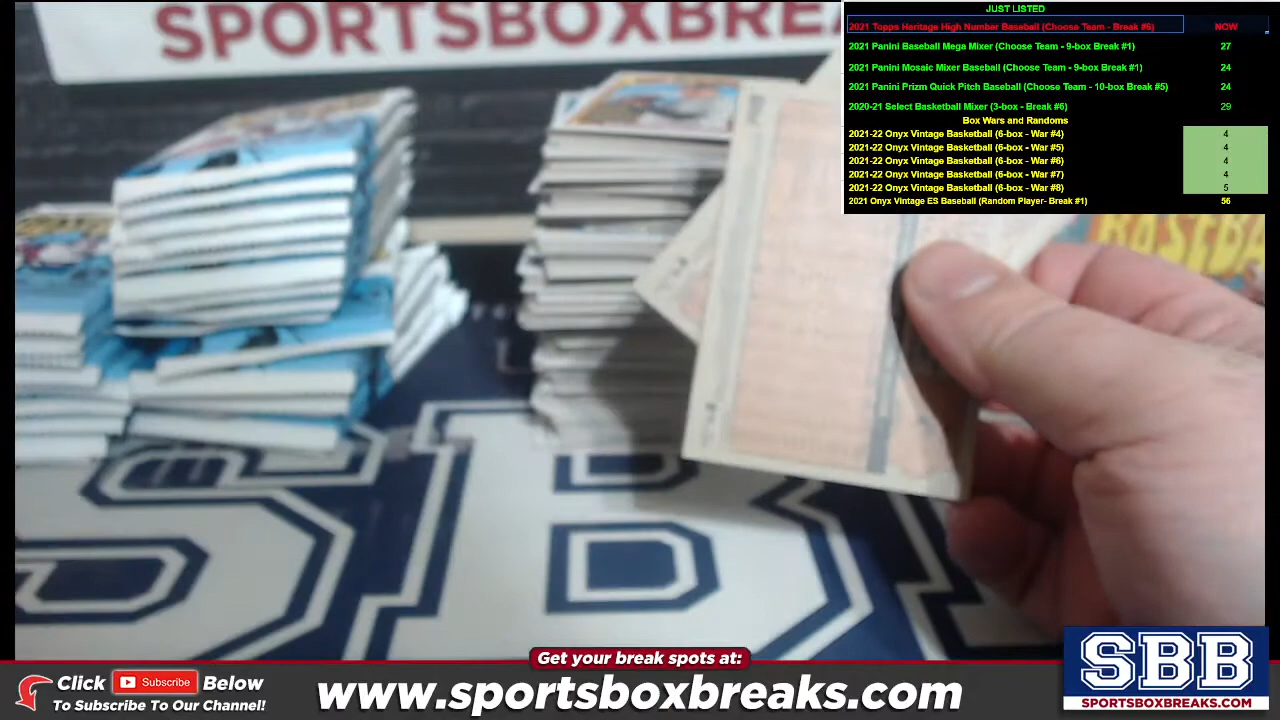 SPORTSBOXBREA
JUST LISTED
2021 Topps Heritage High Number Baseball (Choose Team - Break #6) NOW
2021 Panini Baseball Mega Mixer (Choose Team - 9-box Break #1) 27
2021 Panini Mosaic Mixer Baseball (Choose Team - 9-box Break #1) 24
2021 Panini Prizm Quick Pitch Baseball (Choose Team - 10-box Break #5) 24
2020-21 Select Basketball Mixer (3-box - Break #6) 29
Box Wars and Randoms
2021-22 Onyx Vintage Basketball (6-box - War #4) 4
2021-22 Onyx Vintage Basketball (6-box - War #5) 4
2021-22 Onyx Vintage Basketball (6-box - War #6) 4
2021-22 Onyx Vintage Basketball (6-box - War #7) 4
2021-22 Onyx Vintage Basketball (6-box - War #8) 5
2021 Onyx Vintage ES Baseball (Random Player- Break #1) 56
BASEBA
SB
Get your break spots at:
Click Subscribe Below
To Subscribe To Our Channel!
www.sportsboxbreaks.com
SBB
SPORTSBOXBREAKS.COM